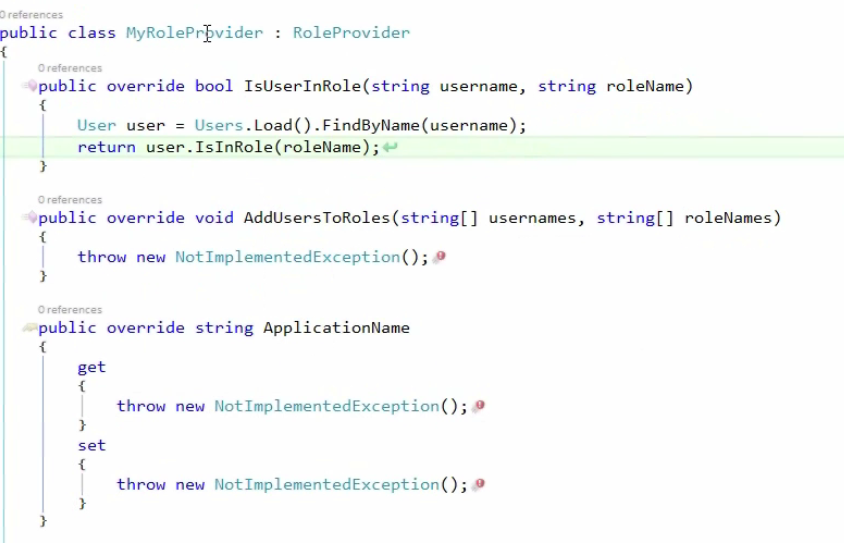 0 references
public class MyRoleProvider : RoleProvider
{
0 references
public override bool IsUserInRole(string username, string roleName)
{
User user = Users.Load().FindByName(username);
return user.IsInRole(roleName);
}
0 references
public override void AddUsersToRoles(string[] usernames, string[] roleNames)
{
throw new NotImplementedException();
}
0 references
public override string ApplicationName
{
get
{
throw new NotImplementedException();
}
set
{
throw new NotImplementedException();
}
}